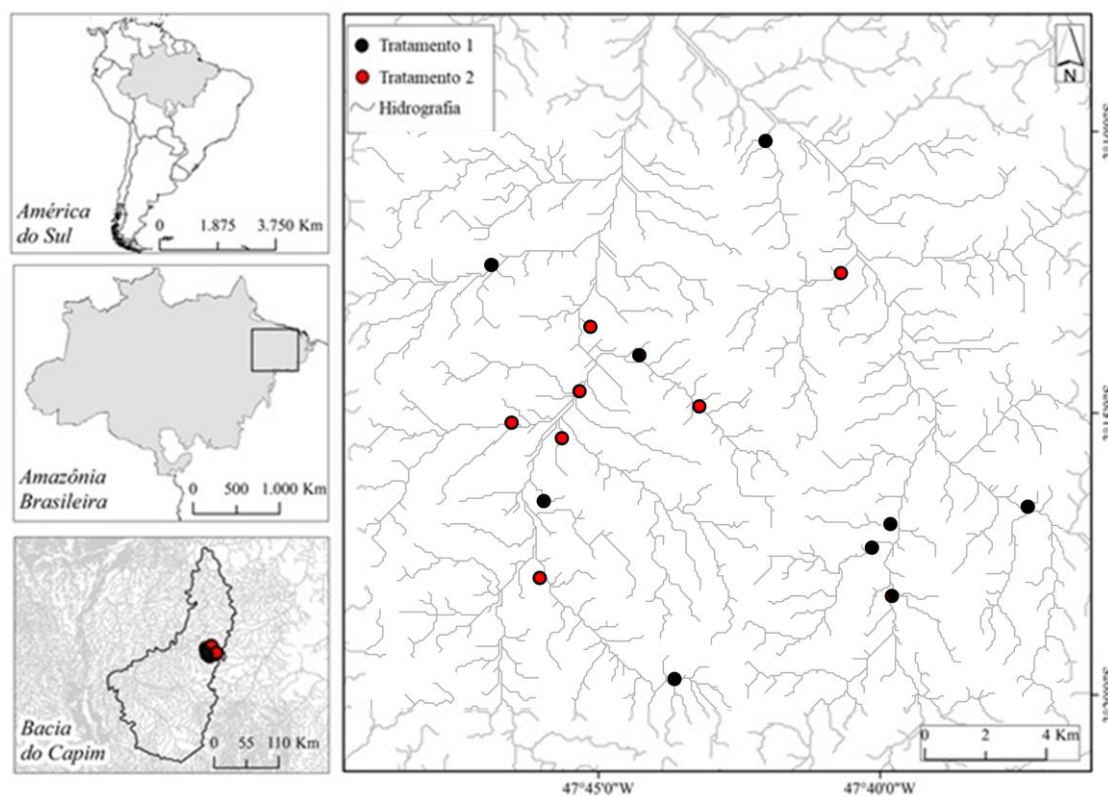 América
do Sul
0 1.875 3.750 Km
Amazônia
Brasileira
0 500 1.000 Km
Bacia
do Capim
0 55 110 Km
Tratamento 1
Tratamento 2
Hidrografia
N
0 2 4 Km
47°45'0"W 47°40'0"W